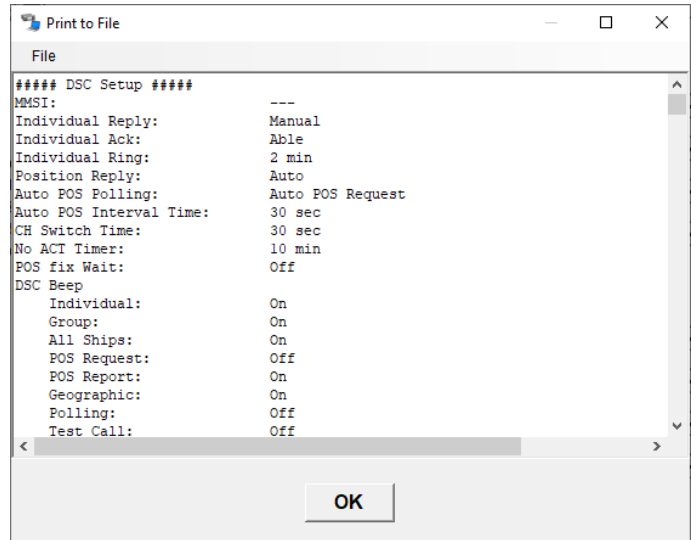 Print to File
File
##### DSC Setup #####
MMSI: ---
Individual Reply: Manual
Individual Ack: Able
Individual Ring: 2 min
Position Reply: Auto
Auto POS Polling: Auto POS Request
Auto POS Interval Time: 30 sec
CH Switch Time: 30 sec
No ACT Timer: 10 min
POS fix Wait: Off
DSC Beep
Individual: On
Group: On
All Ships: On
POS Request: Off
POS Report: On
Geographic: On
Polling: Off
Test Call: Off
OK